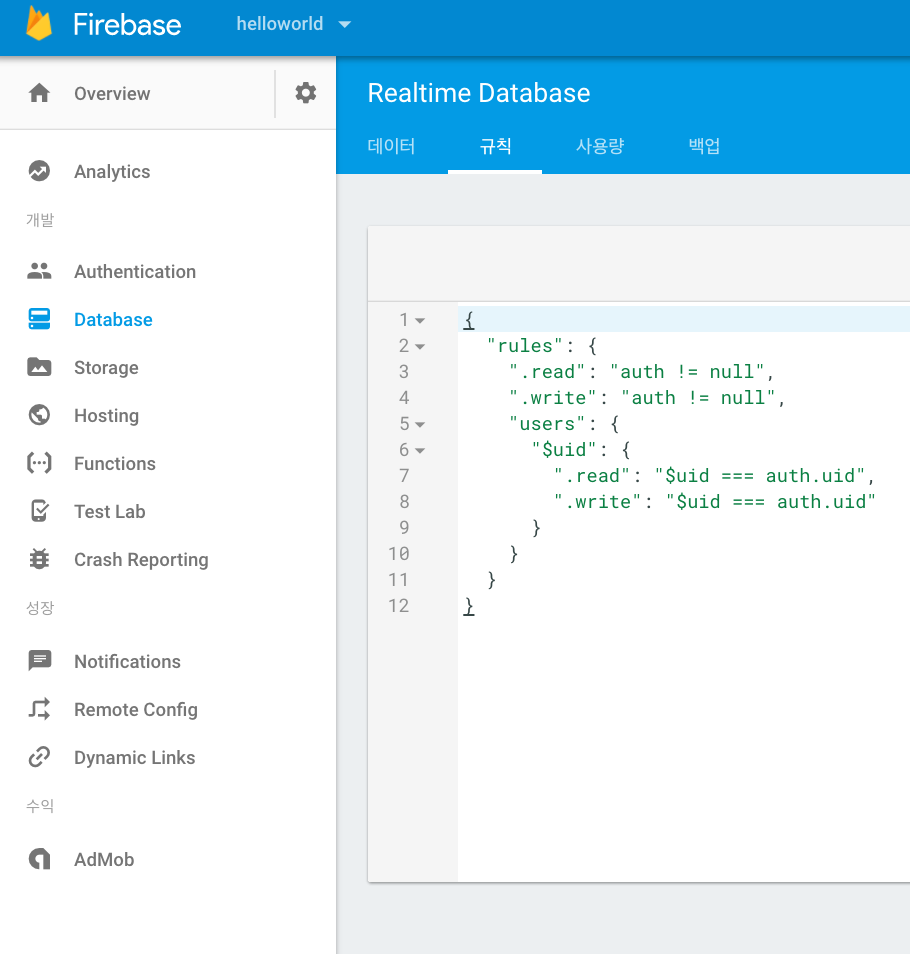 Firebase
helloworld
Overview
Analytics
개발
Authentication
Database
Storage
Hosting
Functions
Test Lab
Crash Reporting
성장
Notifications
Remote Config
Dynamic Links
수익
AdMob
Realtime Database
데이터 규칙 사용량 백업
1 {
2 "rules": {
3 ".read": "auth != null",
4 ".write": "auth != null",
5 "users": {
6 "$uid": {
7 ".read": "$uid === auth.uid",
8 ".write": "$uid === auth.uid"
9 }
10 }
11 }
12 }